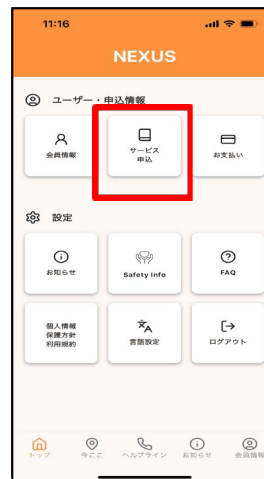 11:16
NEXUS
ユーザー・申込情報
会員情報
サービス
申込
お支払い
設定
お知らせ
Safety Info
FAQ
個人情報
保護方針
利用規約
言語設定
ログアウト
トップ
今ここ
ヘルプライン
お知らせ
会員情報